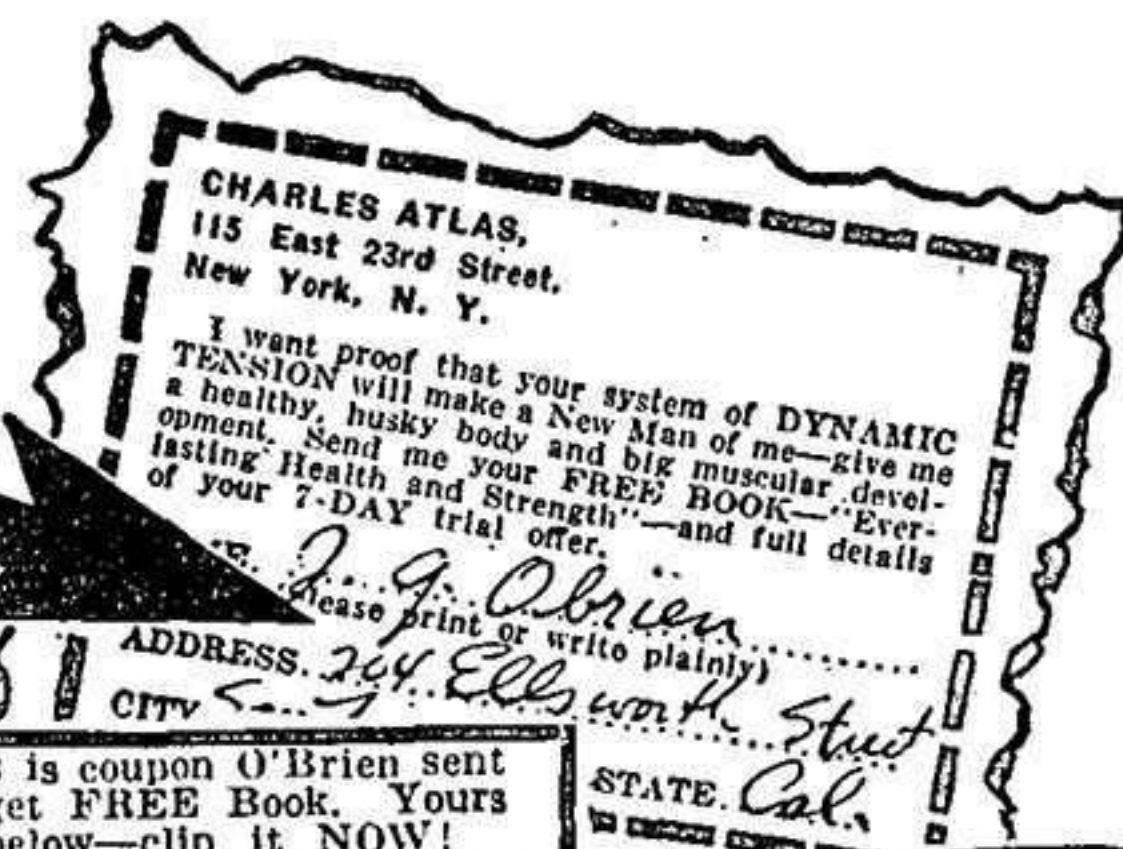 CHARLES ATLAS,
115 East 23rd Street,
New York, N. Y.
I want proof that your system of DYNAMIC
TENSION will make a New Man of me—give me
a healthy, husky body and big muscular devel-
opment. Send me your FREE BOOK—"Ever-
lasting Health and Strength"—and full details
of your 7-DAY trial offer.
E. J. G. Obrien
ease print or write plainly)
ADDRESS. 204 Ellsworth Street
CITY
STATE. Cal.
is coupon O'Brien sent
get FREE Book. Yours
below—clip it NOW!